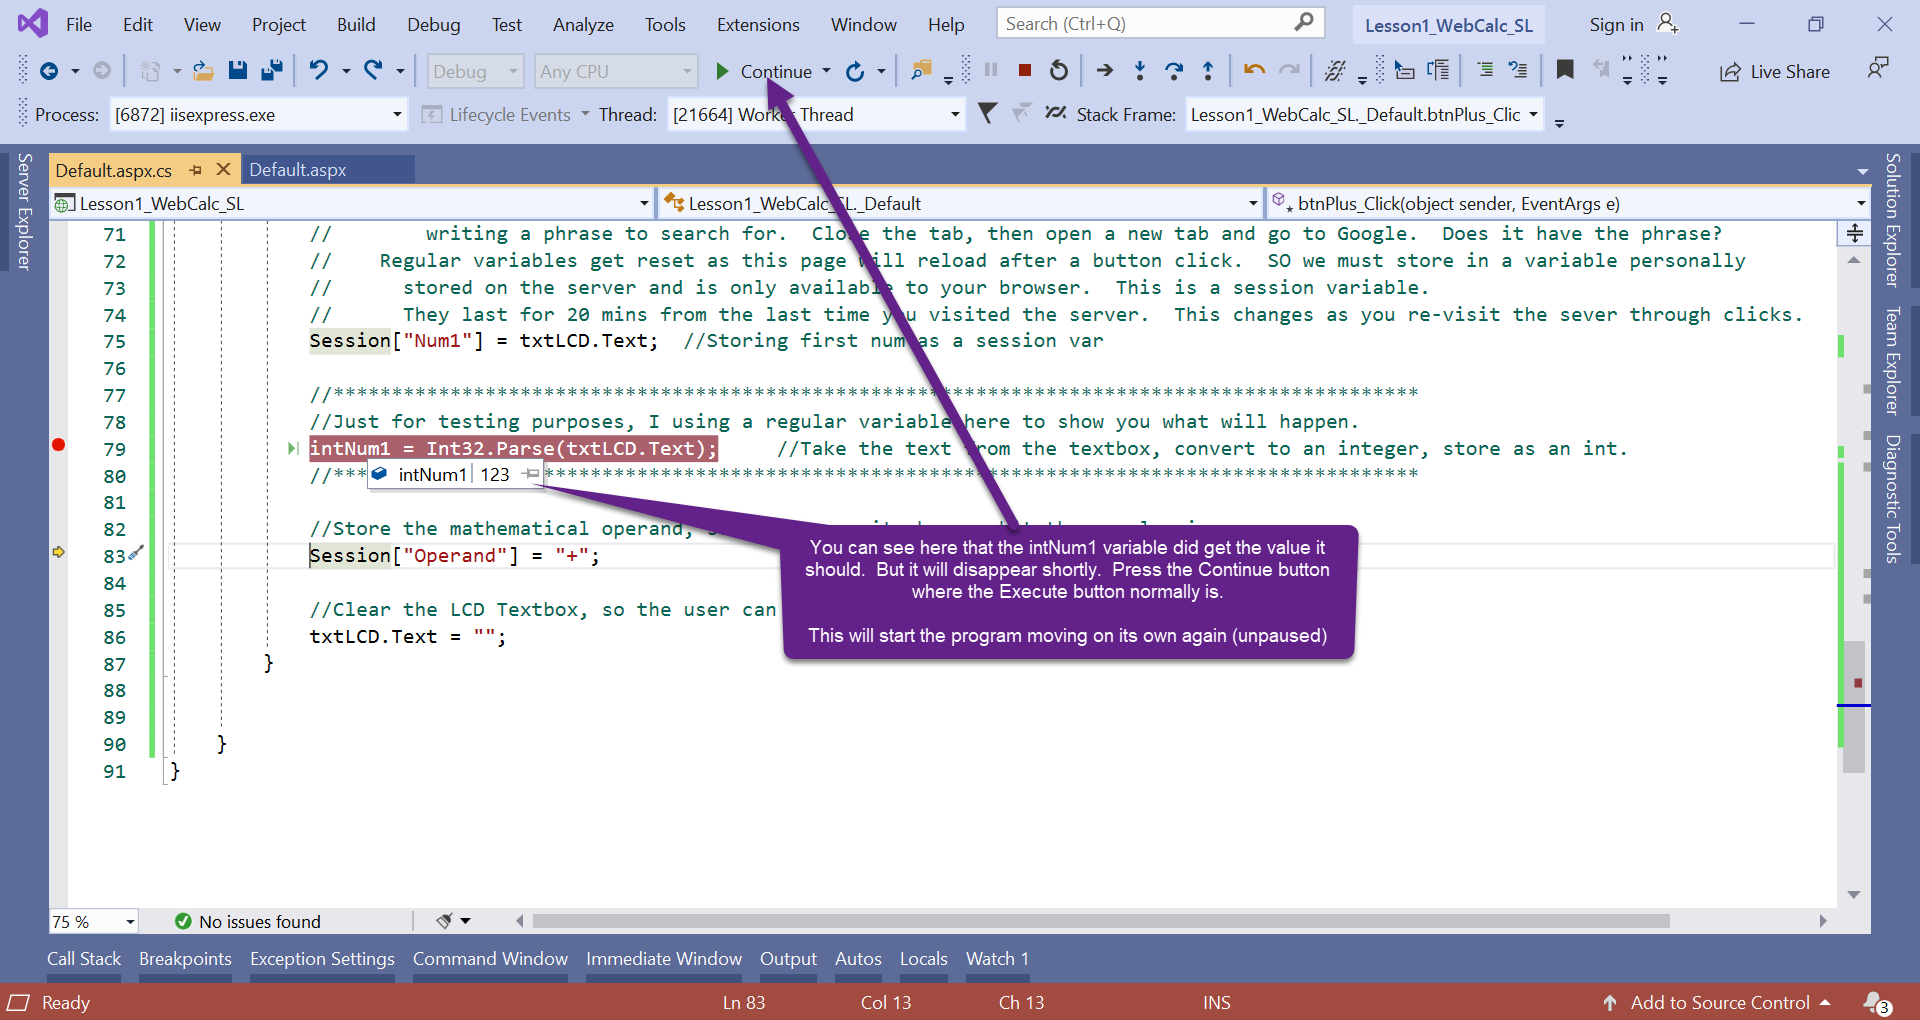 File Edit View Project Build Debug Test Analyze Tools Extensions Window Help Search (Ctrl+Q) Lesson1_WebCalc_SL Sign in
Debug Any CPU Continue Live Share
Process: [6872] iisexpress.exe Lifecycle Events Thread: [21664] Worker Thread Stack Frame: Lesson1_WebCalc_SL._Default.btnPlus_Clic
Server Explorer
Default.aspx.cs Default.aspx
Lesson1_WebCalc_SL Lesson1_WebCalc_SL._Default btnPlus_Click(object sender, EventArgs e)
71 // writing a phrase to search for. Close the tab, then open a new tab and go to Google. Does it have the phrase?
72 // Regular variables get reset as this page will reload after a button click. SO we must store in a variable personally
73 // stored on the server and is only available to your browser. This is a session variable.
74 // They last for 20 mins from the last time you visited the server. This changes as you re-visit the sever through clicks.
75 Session["Num1"] = txtLCD.Text; //Storing first num as a session var
76
77 //*********************************************************************************************
78 //Just for testing purposes, I using a regular variable here to show you what will happen.
79 intNum1 = Int32.Parse(txtLCD.Text); //Take the text from the textbox, convert to an integer, store as an int.
intNum1 123
80 //*********************************************************************************************
81
82 //Store the mathematical operand,
83 Session["Operand"] = "+";
84
85 //Clear the LCD Textbox, so the user can
86 txtLCD.Text = "";
87 }
88
89
90 }
91 }
You can see here that the intNum1 variable did get the value it
should. But it will disappear shortly. Press the Continue button
where the Execute button normally is.
This will start the program moving on its own again (unpaused)
Solution Explorer
Team Explorer
Diagnostic Tools
75 % No issues found
Call Stack Breakpoints Exception Settings Command Window Immediate Window Output Autos Locals Watch 1
Ready Ln 83 Col 13 Ch 13 INS Add to Source Control 3